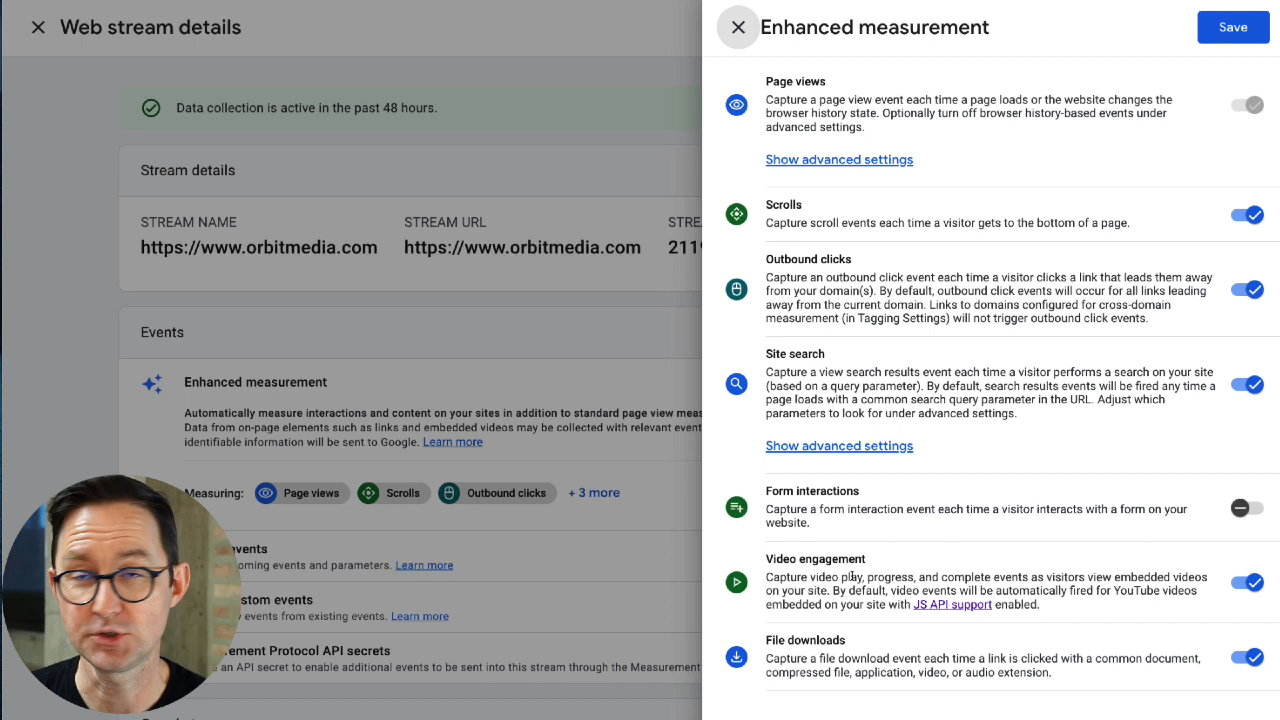 Web stream details
Data collection is active in the past 48 hours.
Stream details
STREAM NAME
STREAM URL
https://www.orbitmedia.com
https://www.orbitmedia.com
Events
Enhanced measurement
Automatically measure interactions and content on your sites in addition to standard page view
Data from on-page elements such as links and embedded videos may be collected with relevant event
identifiable information will be sent to Google. Learn more
Measuring: Page views Scrolls Outbound clicks + 3 more
events
Learn more
events
events from existing events. Learn more
Protocol API secrets
an API secret to enable additional events to be sent into this stream through the Measurement
Enhanced measurement
Save
Page views
Capture a page view event each time a page loads or the website changes the
browser history state. Optionally turn off browser history-based events under
advanced settings.
Show advanced settings
Scrolls
Capture scroll events each time a visitor gets to the bottom of a page.
Outbound clicks
Capture an outbound click event each time a visitor clicks a link that leads them away
from your domain(s). By default, outbound click events will occur for all links leading
away from the current domain. Links to domains configured for cross-domain
measurement (in Tagging Settings) will not trigger outbound click events.
Site search
Capture a view search results event each time a visitor performs a search on your site
(based on a query parameter). By default, search results events will be fired any time a
page loads with a common search query parameter in the URL. Adjust which
parameters to look for under advanced settings.
Show advanced settings
Form interactions
Capture a form interaction event each time a visitor interacts with a form on your
website.
Video engagement
Capture video play, progress, and complete events as visitors view embedded videos
on your site. By default, video events will be automatically fired for YouTube videos
embedded on your site with JS API support enabled.
File downloads
Capture a file download event each time a link is clicked with a common document,
compressed file, application, video, or audio extension.